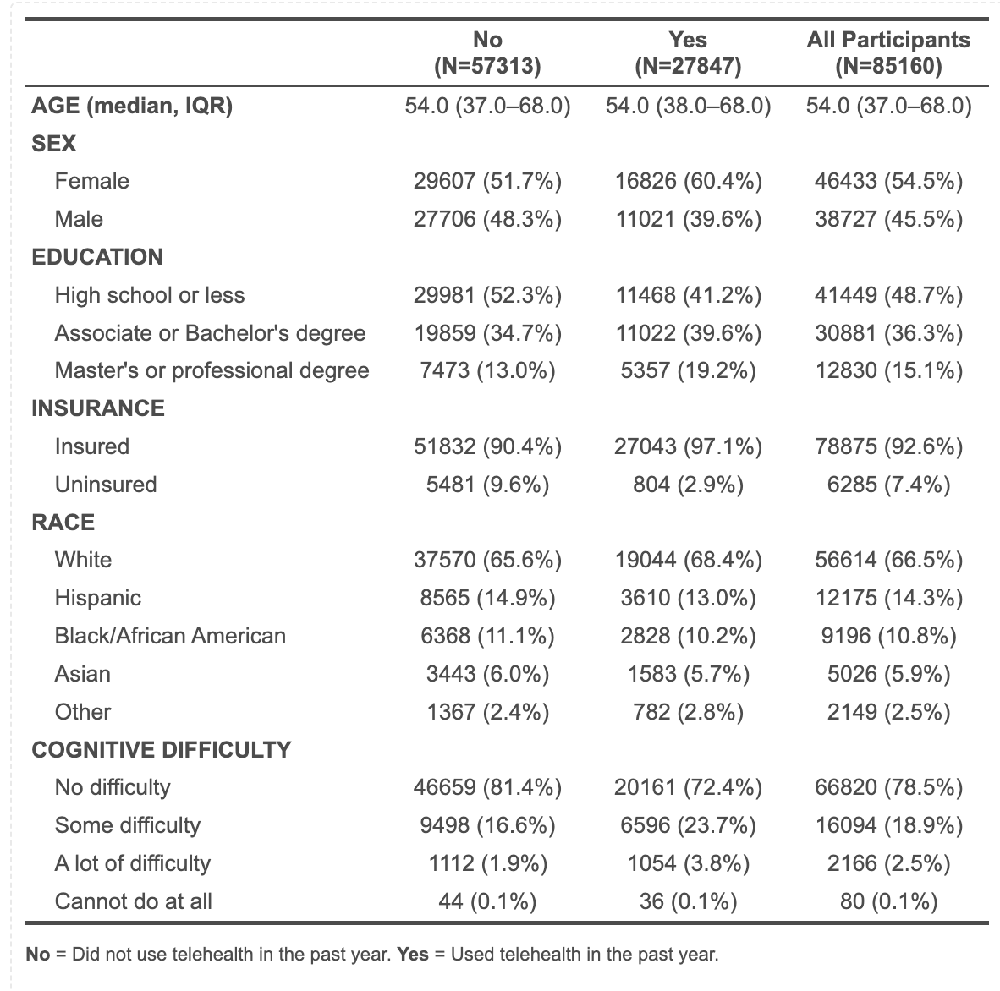 No Yes All Participants
(N=57313) (N=27847) (N=85160)
AGE (median, IQR) 54.0 (37.0–68.0) 54.0 (38.0–68.0) 54.0 (37.0–68.0)
SEX
Female 29607 (51.7%) 16826 (60.4%) 46433 (54.5%)
Male 27706 (48.3%) 11021 (39.6%) 38727 (45.5%)
EDUCATION
High school or less 29981 (52.3%) 11468 (41.2%) 41449 (48.7%)
Associate or Bachelor's degree 19859 (34.7%) 11022 (39.6%) 30881 (36.3%)
Master's or professional degree 7473 (13.0%) 5357 (19.2%) 12830 (15.1%)
INSURANCE
Insured 51832 (90.4%) 27043 (97.1%) 78875 (92.6%)
Uninsured 5481 (9.6%) 804 (2.9%) 6285 (7.4%)
RACE
White 37570 (65.6%) 19044 (68.4%) 56614 (66.5%)
Hispanic 8565 (14.9%) 3610 (13.0%) 12175 (14.3%)
Black/African American 6368 (11.1%) 2828 (10.2%) 9196 (10.8%)
Asian 3443 (6.0%) 1583 (5.7%) 5026 (5.9%)
Other 1367 (2.4%) 782 (2.8%) 2149 (2.5%)
COGNITIVE DIFFICULTY
No difficulty 46659 (81.4%) 20161 (72.4%) 66820 (78.5%)
Some difficulty 9498 (16.6%) 6596 (23.7%) 16094 (18.9%)
A lot of difficulty 1112 (1.9%) 1054 (3.8%) 2166 (2.5%)
Cannot do at all 44 (0.1%) 36 (0.1%) 80 (0.1%)
No = Did not use telehealth in the past year. Yes = Used telehealth in the past year.